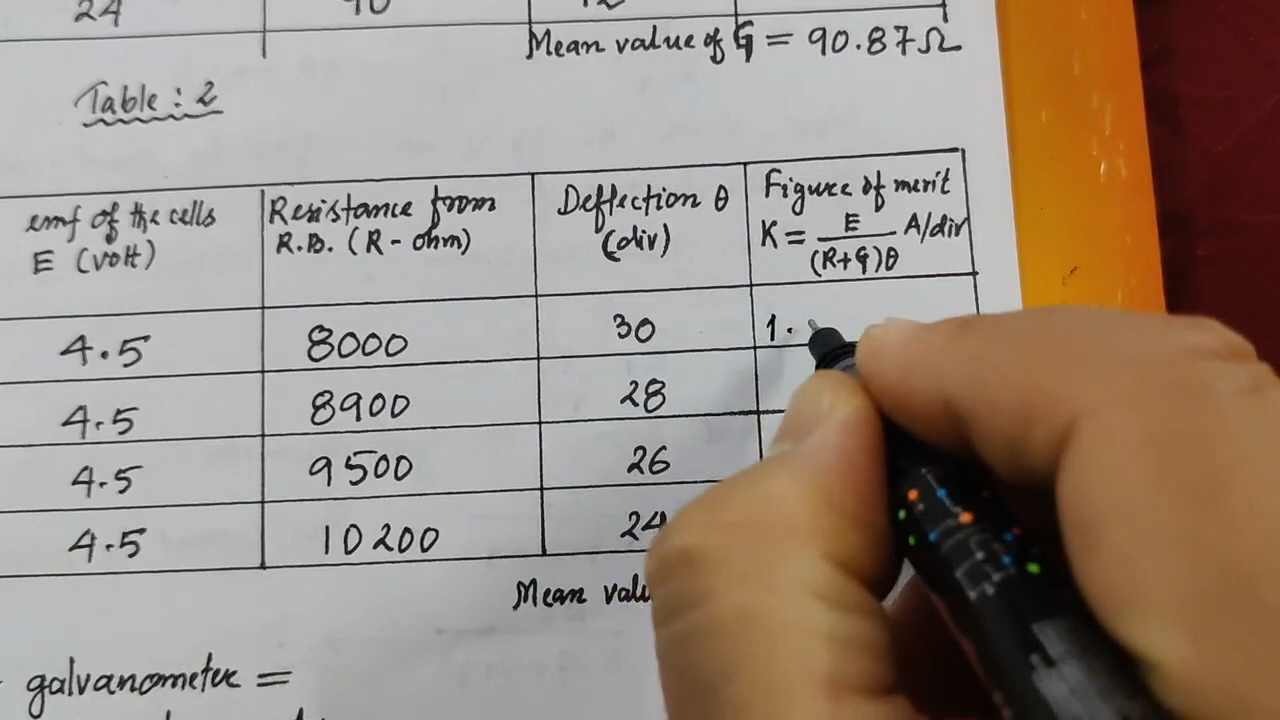 24 90 12
Mean value of G = 90.87Ω
Table : 2
emf of the cells E (volt)
Resistance from R.B. (R - ohm)
Deflection θ (div)
Figure of merit K = E/(R+G)θ A/div
4.5 8000 30 1.
4.5 8900 28
4.5 9500 26
4.5 10200 24
Mean
galvanometer =